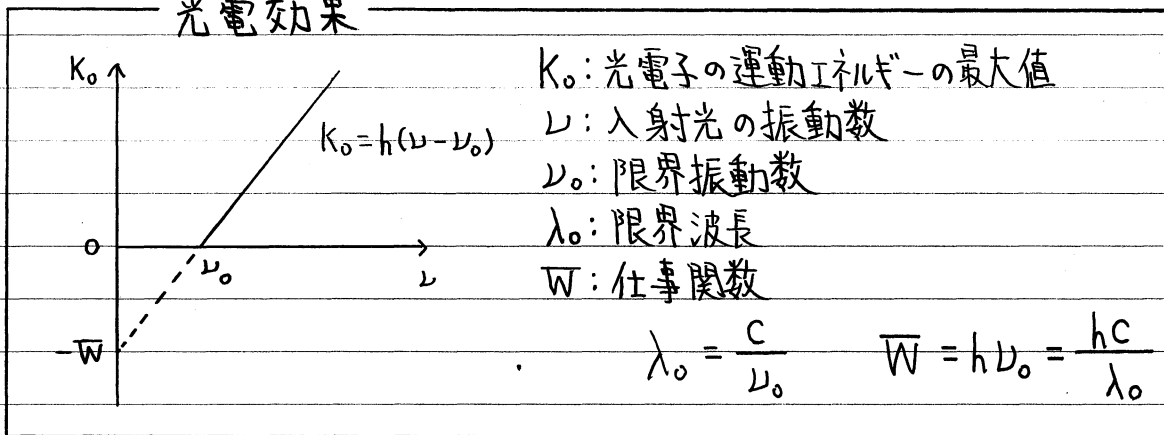 光電効果
K₀
K₀=h(ν-ν₀)
0
ν₀
ν
-W
K₀:光電子の運動エネルギーの最大値
ν:入射光の振動数
ν₀:限界振動数
λ₀:限界波長
W:仕事関数
λ₀ = c/ν₀ W = hν₀ = hc/λ₀